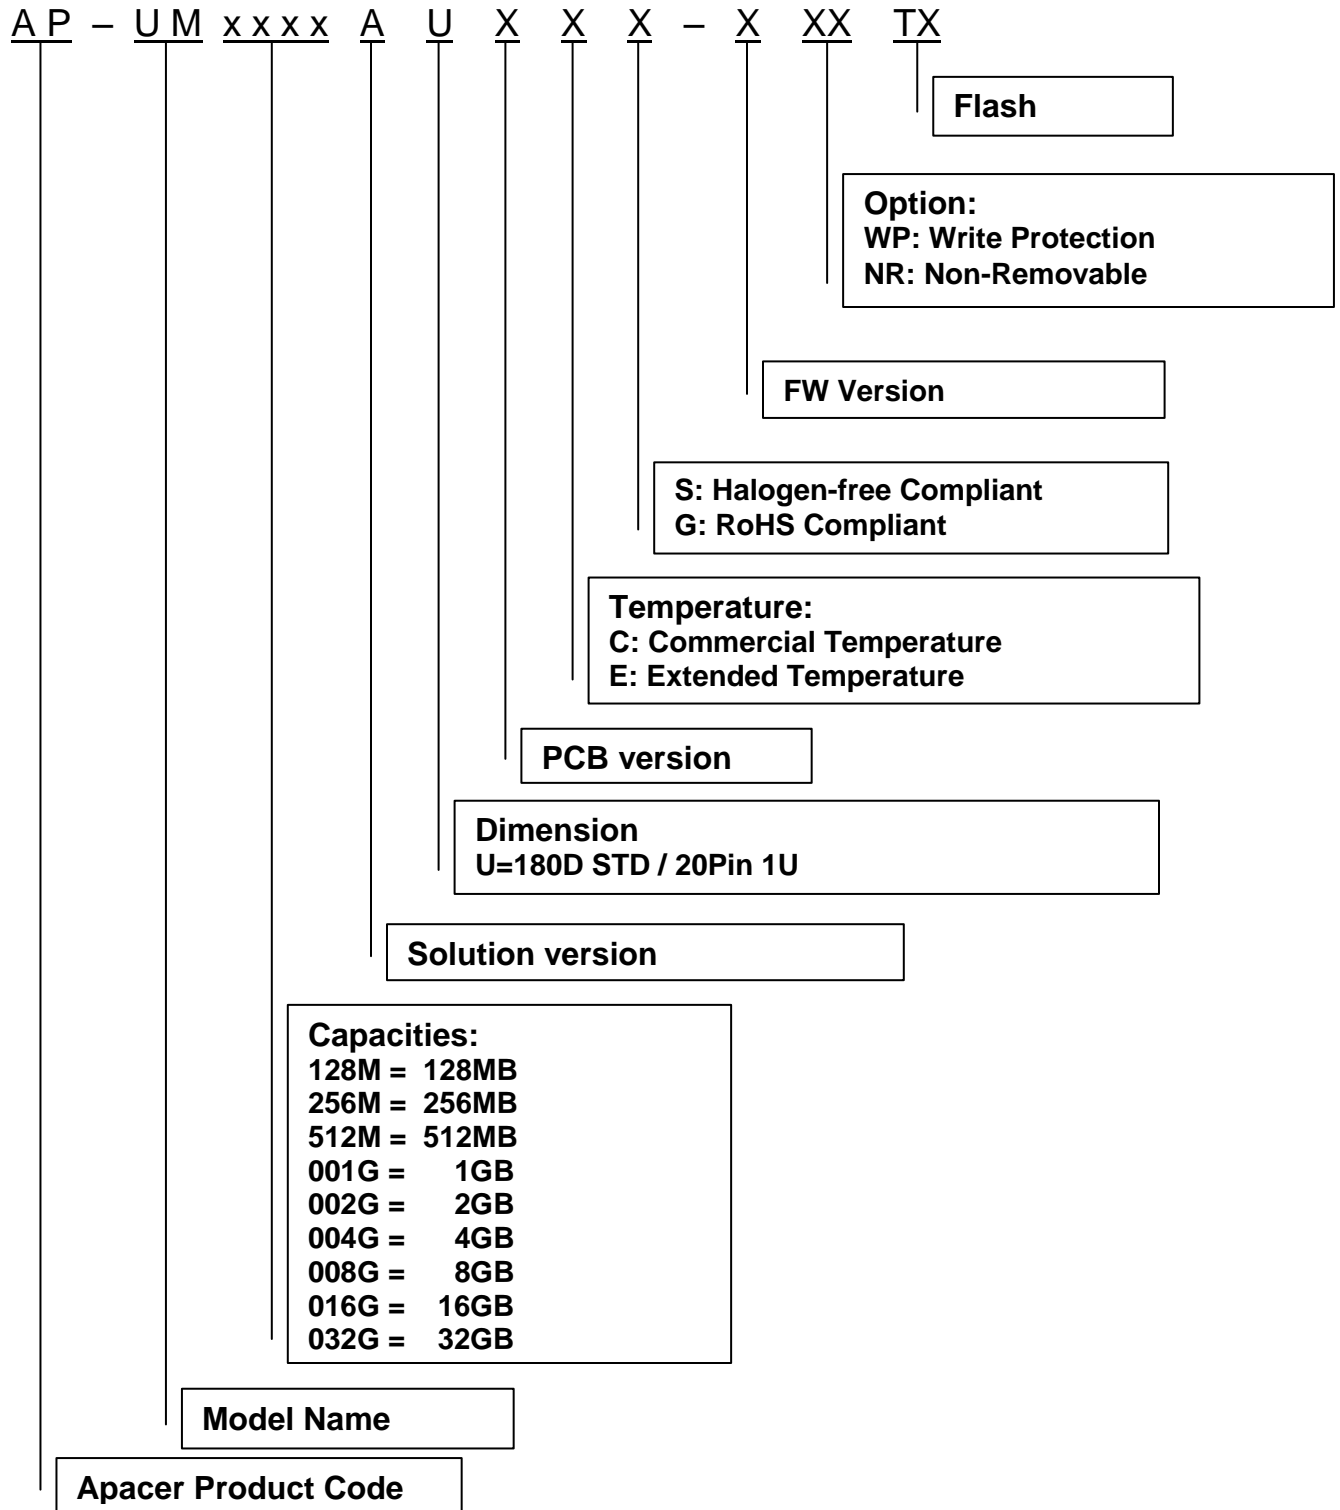 A P – U M x x x x A U X X X – X XX TX
Flash
Option:
WP: Write Protection
NR: Non-Removable
FW Version
S: Halogen-free Compliant
G: RoHS Compliant
Temperature:
C: Commercial Temperature
E: Extended Temperature
PCB version
Dimension
U=180D STD / 20Pin 1U
Solution version
Capacities:
128M = 128MB
256M = 256MB
512M = 512MB
001G = 1GB
002G = 2GB
004G = 4GB
008G = 8GB
016G = 16GB
032G = 32GB
Model Name
Apacer Product Code